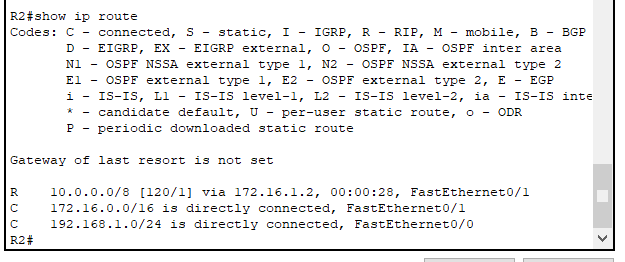 R2#show ip route
Codes: C - connected, S - static, I - IGRP, R - RIP, M - mobile, B - BGP
D - EIGRP, EX - EIGRP external, O - OSPF, IA - OSPF inter area
N1 - OSPF NSSA external type 1, N2 - OSPF NSSA external type 2
E1 - OSPF external type 1, E2 - OSPF external type 2, E - EGP
i - IS-IS, L1 - IS-IS level-1, L2 - IS-IS level-2, ia - IS-IS inte
* - candidate default, U - per-user static route, o - ODR
P - periodic downloaded static route
Gateway of last resort is not set
R 10.0.0.0/8 [120/1] via 172.16.1.2, 00:00:28, FastEthernet0/1
C 172.16.0.0/16 is directly connected, FastEthernet0/1
C 192.168.1.0/24 is directly connected, FastEthernet0/0
R2#